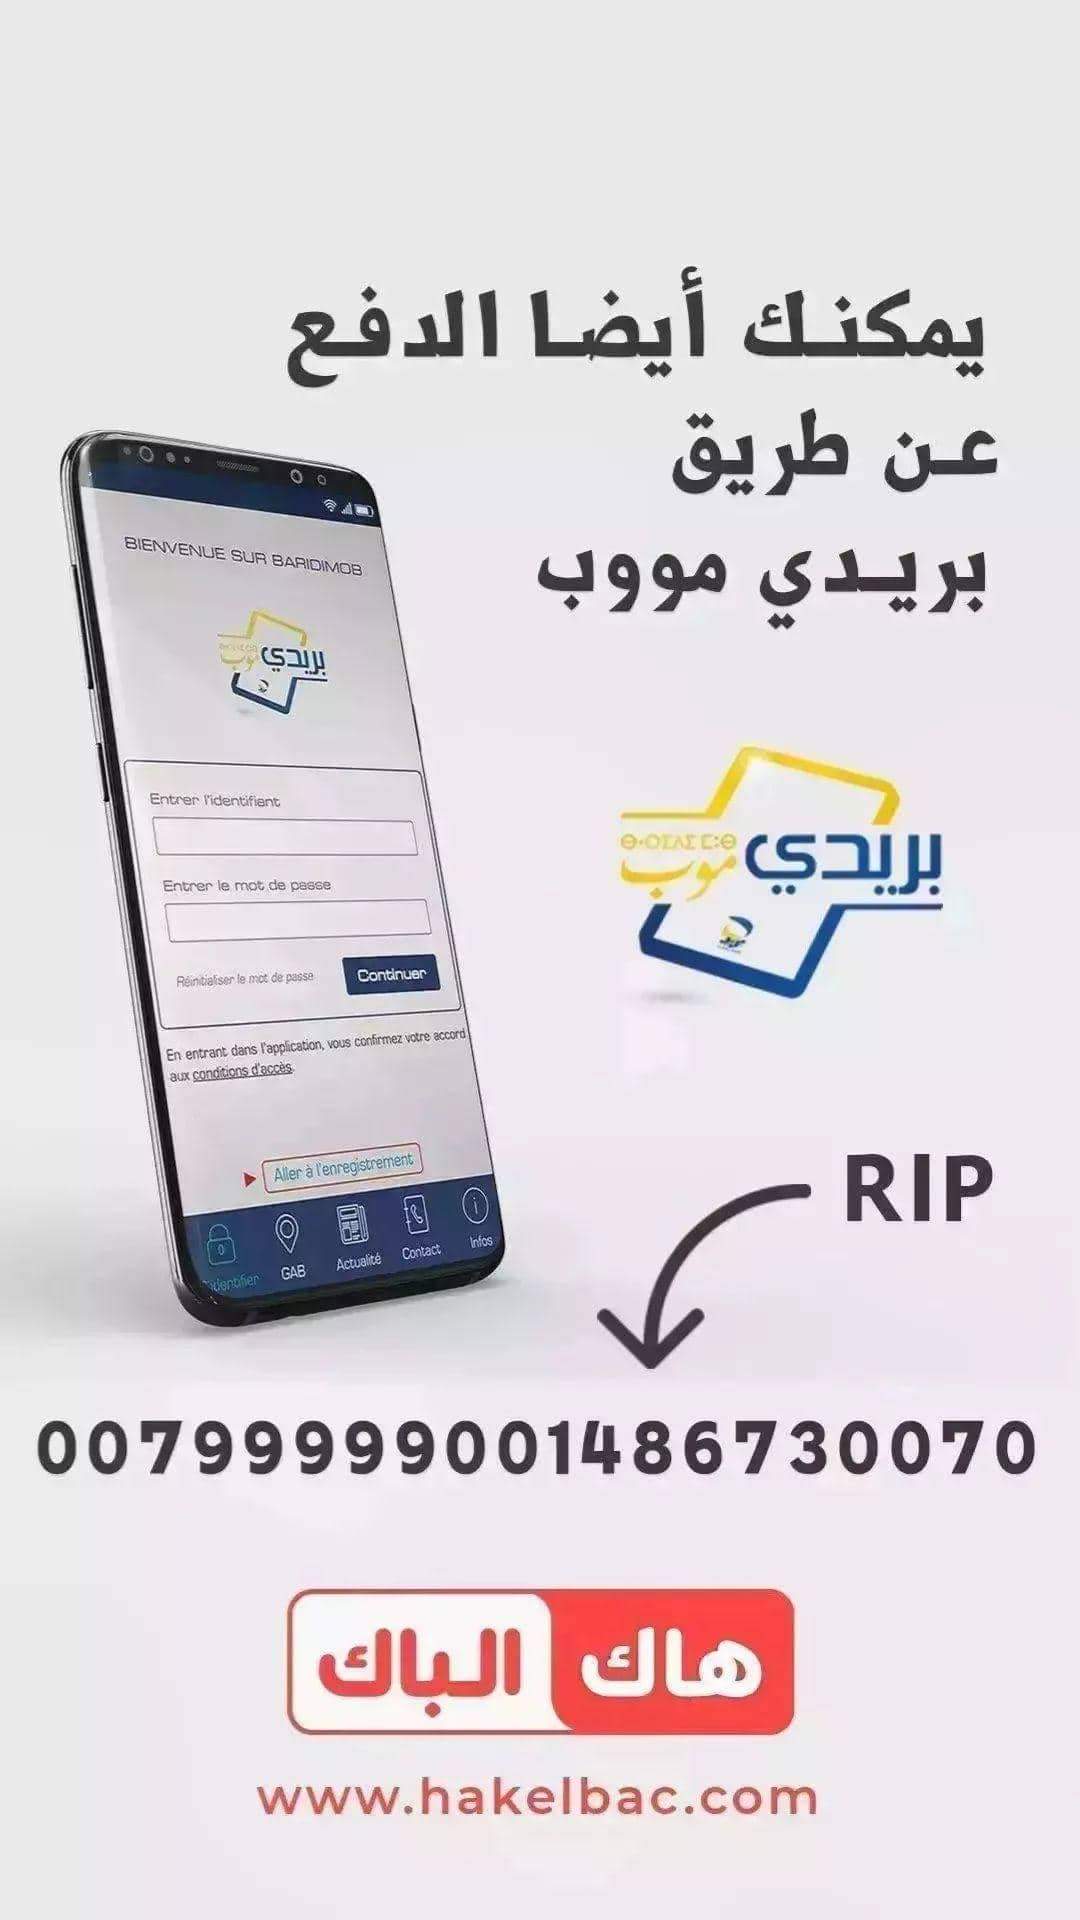 يمكنك أيضا الدفع
عن طريق
بريدي مووب
BIENVENUE SUR BARIDIMOB
بريدي
موب
Entrer l'identifiant
Entrer le mot de passe
Réinitialiser le mot de passe
Continuer
En entrant dans l'application, vous confirmez votre accord
aux conditions d'accès
Aller à l'enregistrement
GAB
Actualité
Contact
Infos
بريدي
ⴱⴰⵔⵉⴷⵉ ⵎⵓⴱ
موب
RIP
00799999001486730070
هاك الباك
www.hakelbac.com